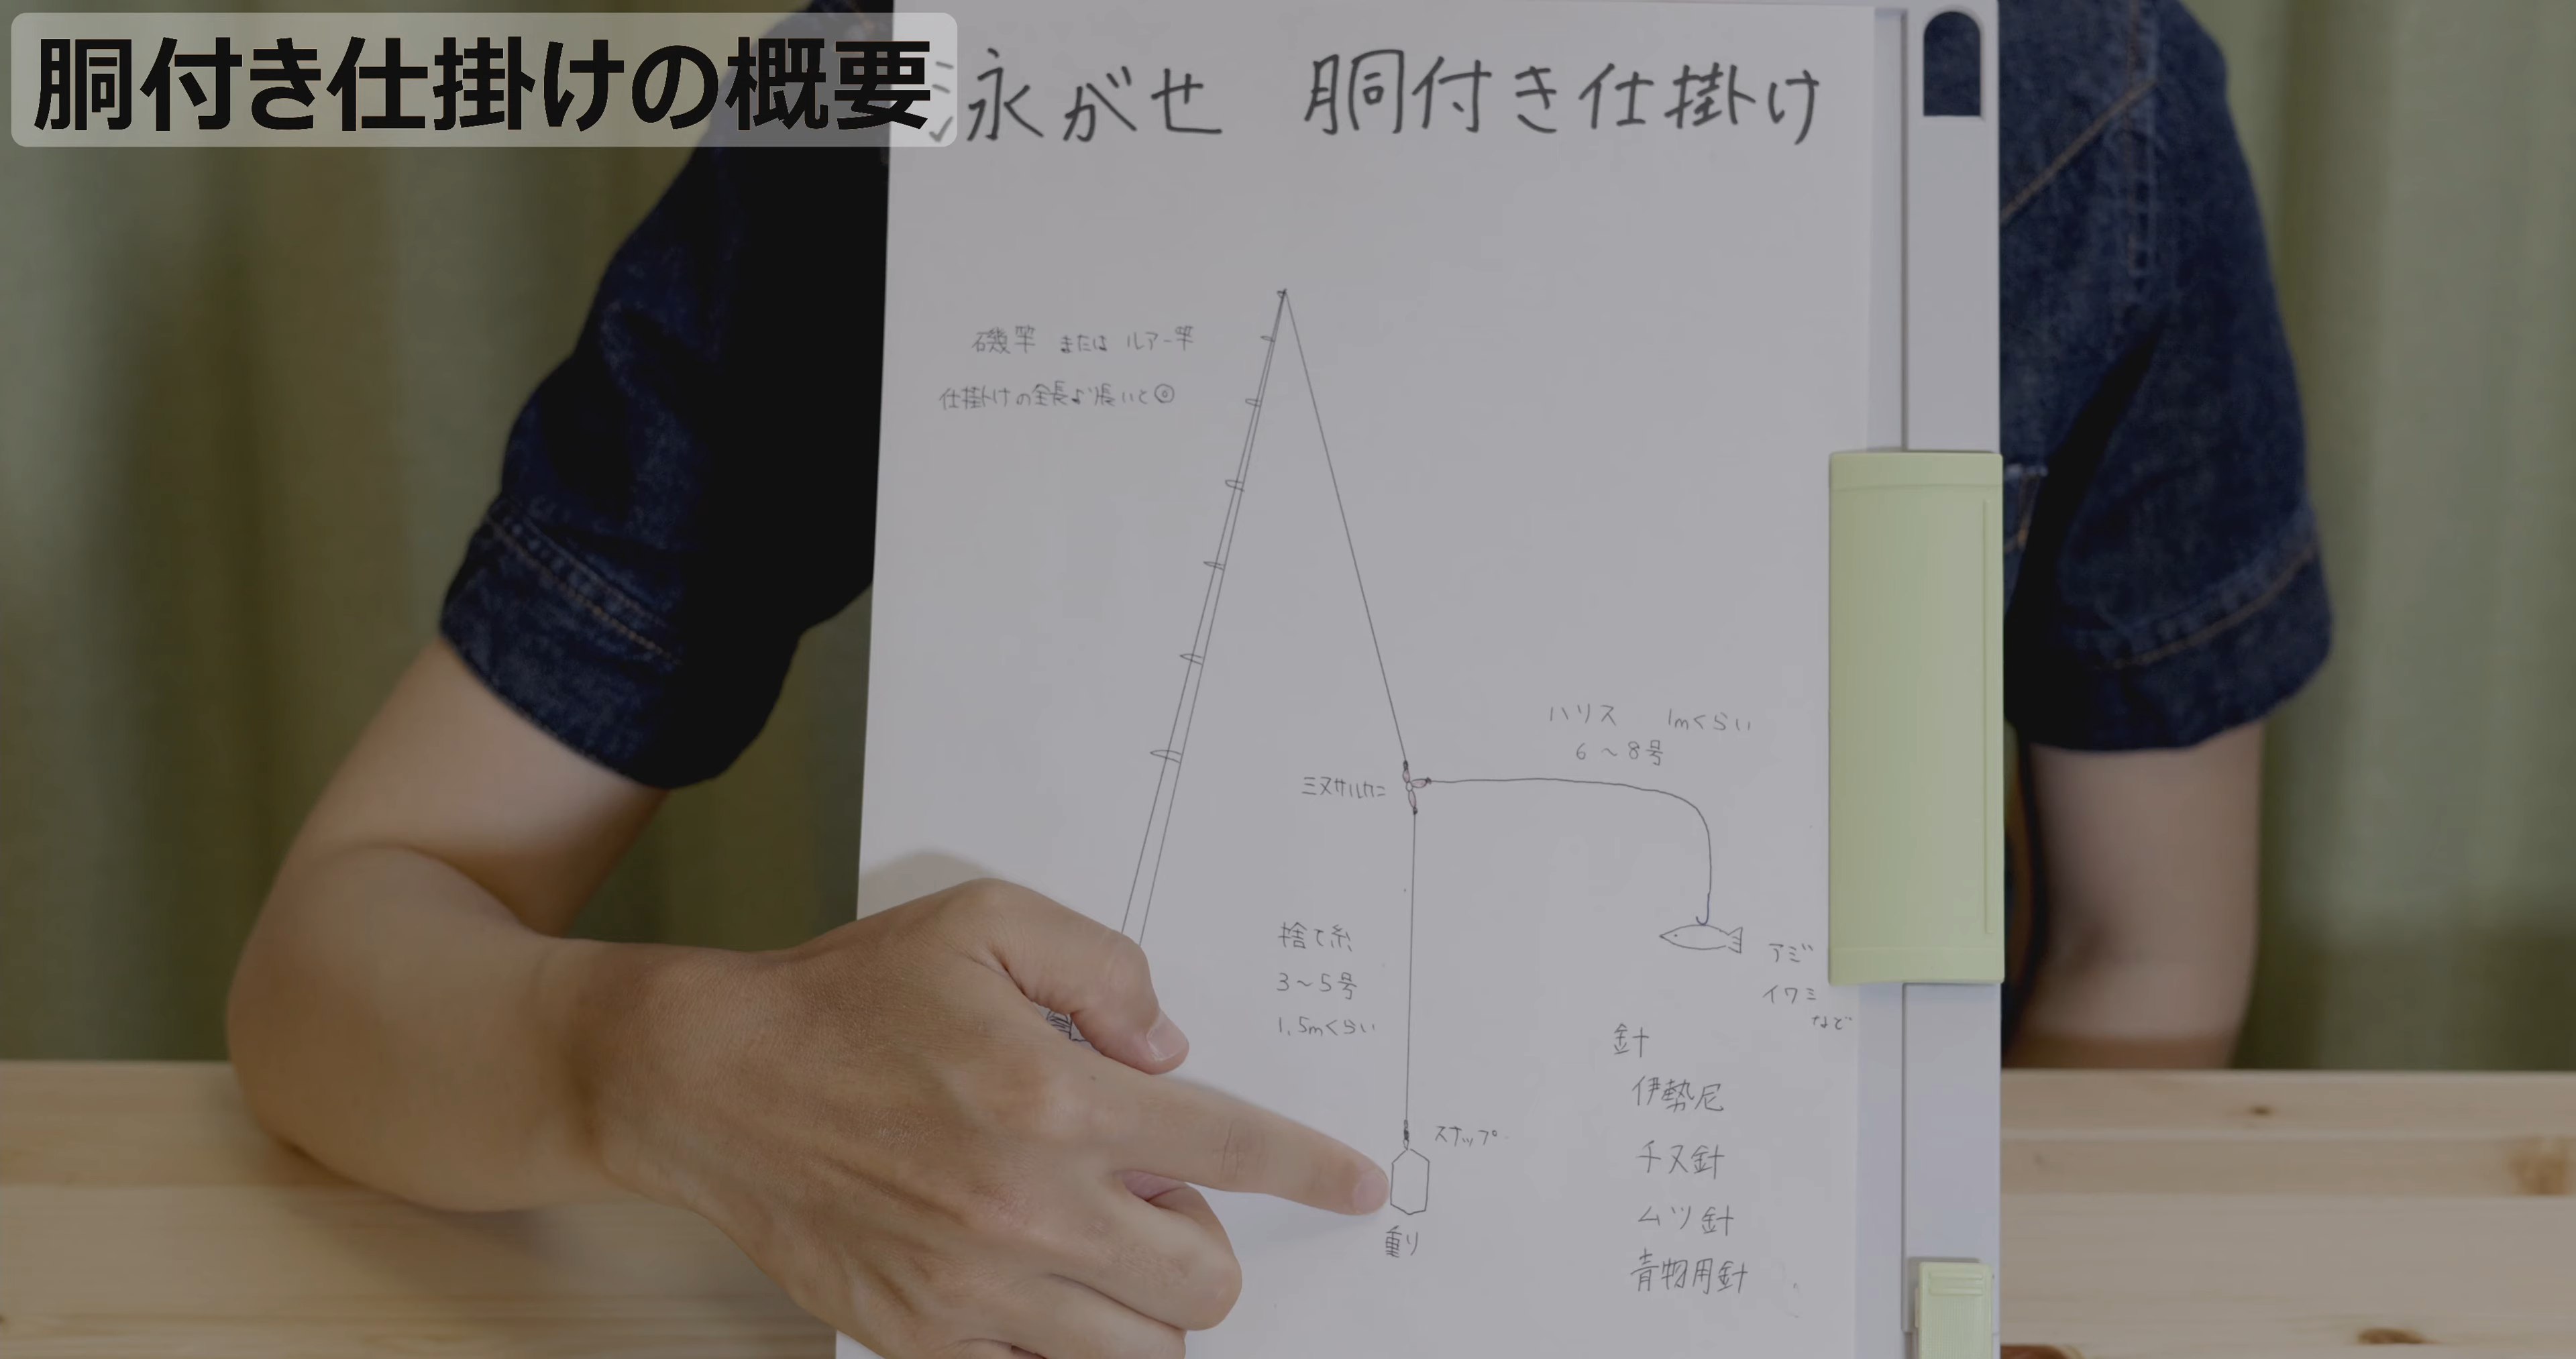 胴付き仕掛けの概要
泳がせ 胴付き仕掛け
磯竿 または ルアー竿
仕掛けの全長より長いと◎
ハリス 1mくらい
6〜8号
三ヌサルカニ
捨て糸
3〜5号
1.5mくらい
アジ
イワシ
など
スナップ
重り
針
伊勢尼
チヌ針
ムツ針
青物用針